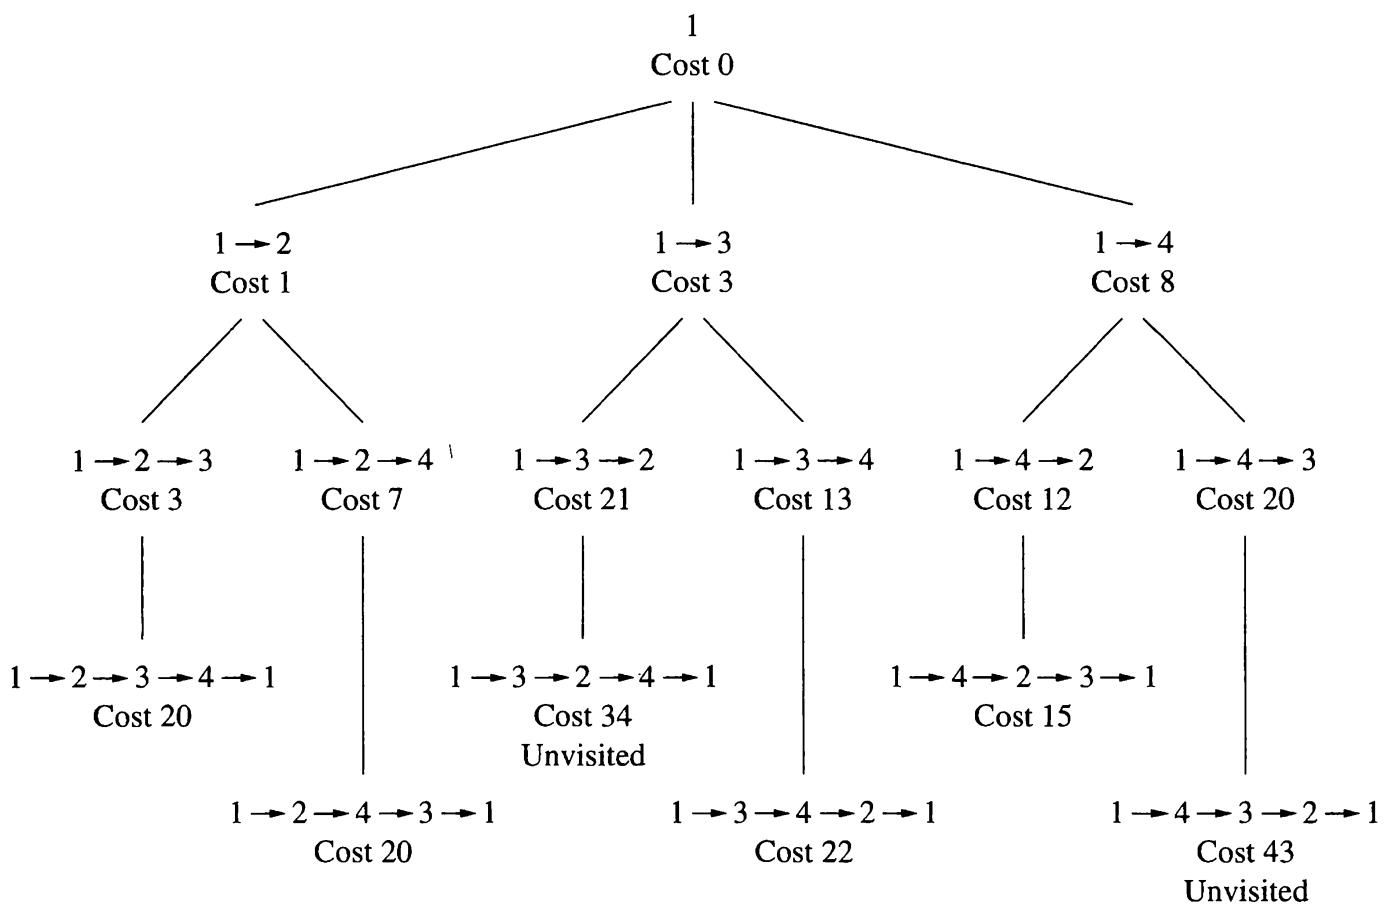 1
Cost 0
1 → 2
Cost 1
1 → 3
Cost 3
1 → 4
Cost 8
1 → 2 → 3
Cost 3
1 → 2 → 4
Cost 7
1 → 3 → 2
Cost 21
1 → 3 → 4
Cost 13
1 → 4 → 2
Cost 12
1 → 4 → 3
Cost 20
1 → 2 → 3 → 4 → 1
Cost 20
1 → 3 → 2 → 4 → 1
Cost 34
Unvisited
1 → 4 → 2 → 3 → 1
Cost 15
1 → 2 → 4 → 3 → 1
Cost 20
1 → 3 → 4 → 2 → 1
Cost 22
1 → 4 → 3 → 2 → 1
Cost 43
Unvisited